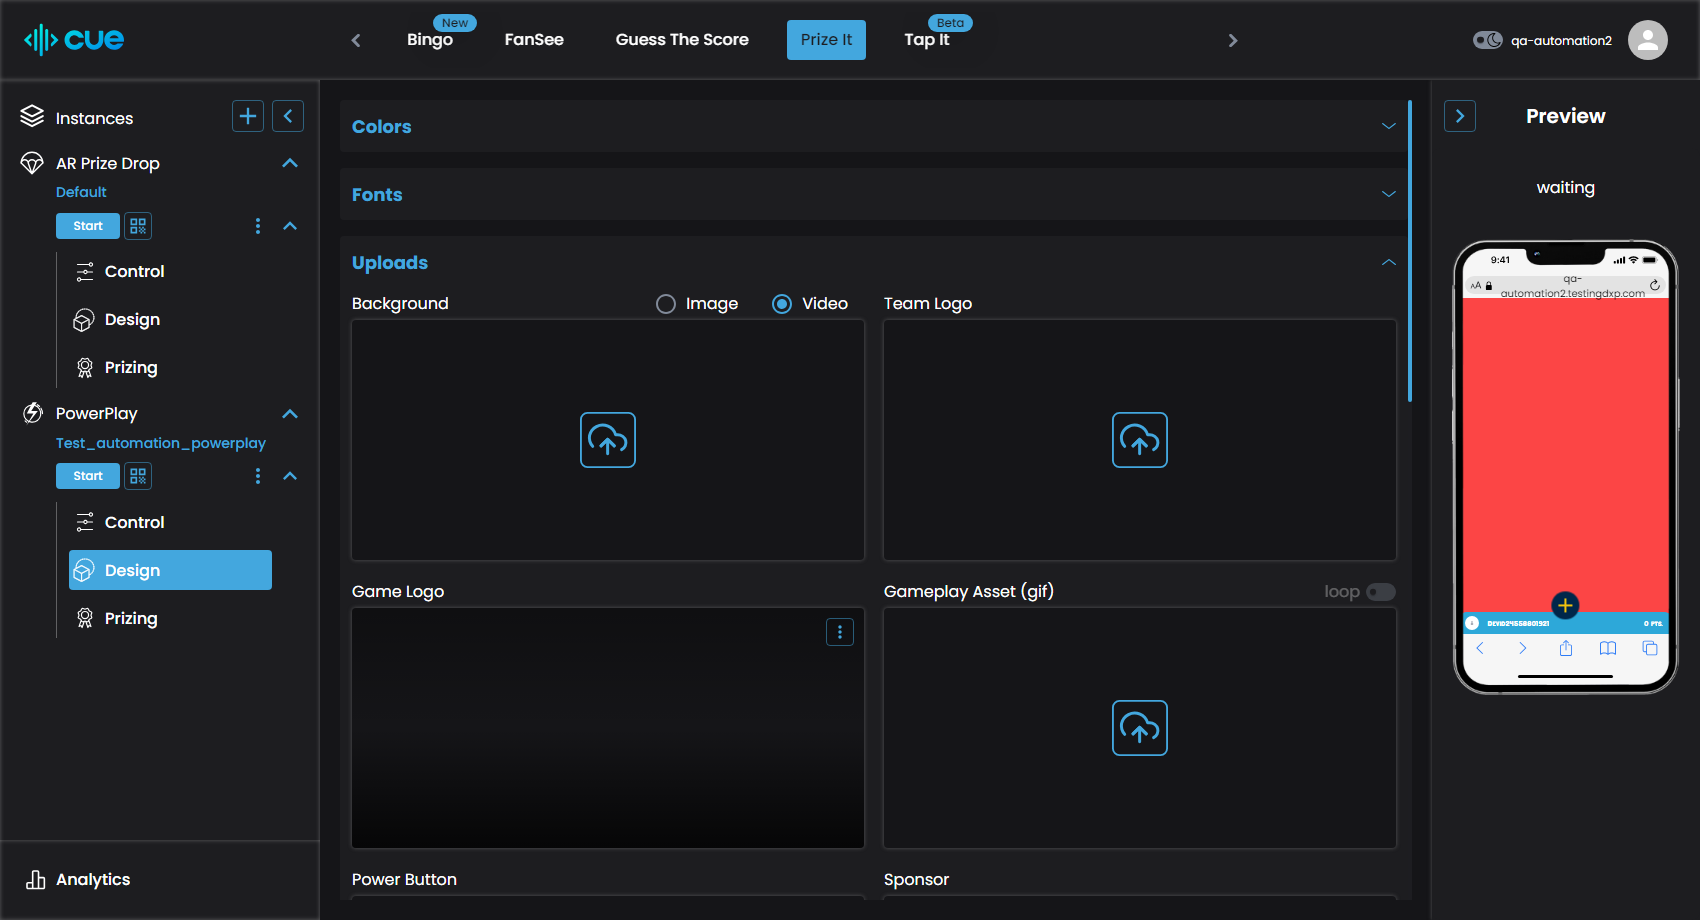 cue
New
Bingo
FanSee
Guess The Score
Prize It
Beta
Tap It
qa-automation2
Instances
AR Prize Drop
Default
Start
Control
Design
Prizing
PowerPlay
Test_automation_powerplay
Start
Control
Design
Prizing
Analytics
Colors
Fonts
Uploads
Background
Image
Video
Team Logo
Game Logo
Gameplay Asset (gif)
loop
Power Button
Sponsor
Preview
waiting
9:41
AA
qa-
automation2.testingdxp.com
DEVID24558801921
0 PTS.